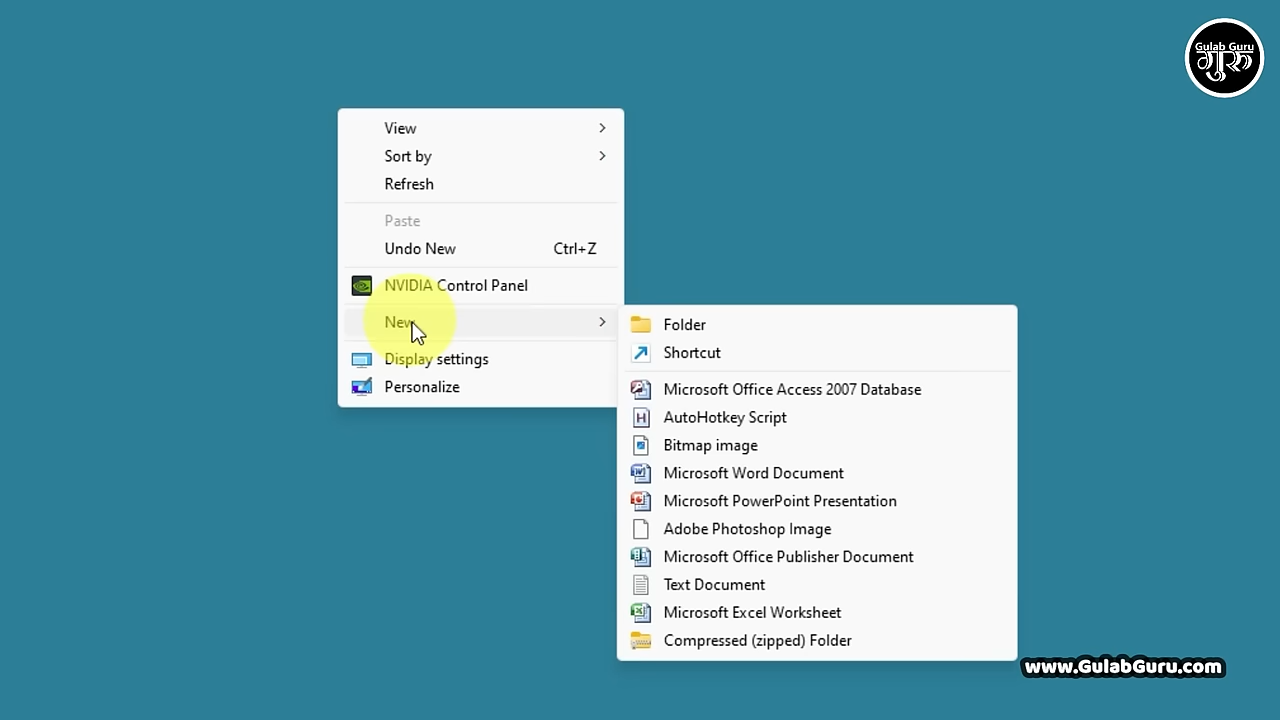 Gulab Guru
गुरु
View
Sort by
Refresh
Paste
Undo New Ctrl+Z
NVIDIA Control Panel
New
Display settings
Personalize
Folder
Shortcut
Microsoft Office Access 2007 Database
AutoHotkey Script
Bitmap image
Microsoft Word Document
Microsoft PowerPoint Presentation
Adobe Photoshop Image
Microsoft Office Publisher Document
Text Document
Microsoft Excel Worksheet
Compressed (zipped) Folder
www.GulabGuru.com